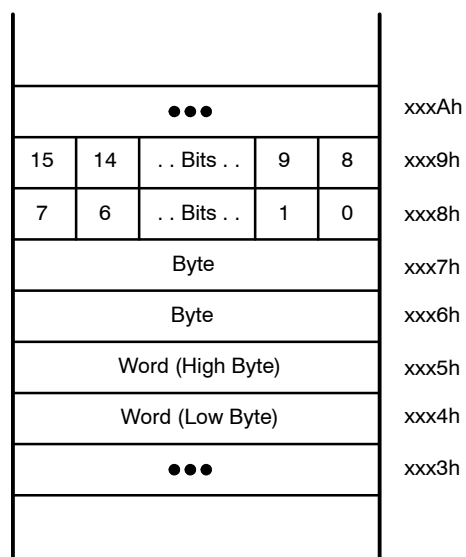 ●●● xxxAh
15 14 . . Bits . . 9 8 xxx9h
7 6 . . Bits . . 1 0 xxx8h
Byte xxx7h
Byte xxx6h
Word (High Byte) xxx5h
Word (Low Byte) xxx4h
●●● xxx3h